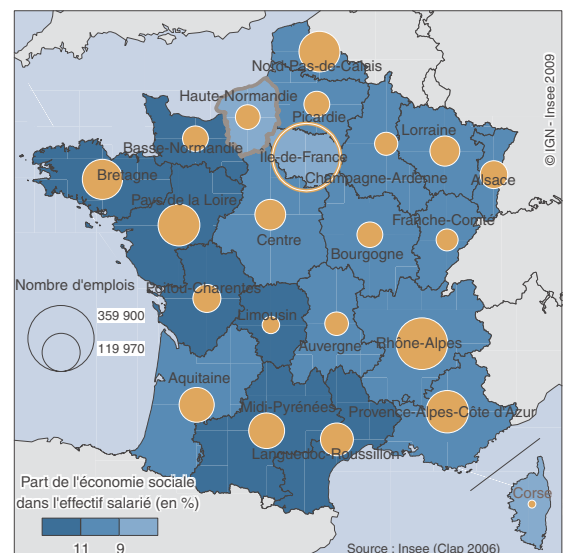 Nord-Pas-de-Calais
Haute-Normandie
Picardie
Basse-Normandie
Île-de-France
Lorraine
Champagne-Ardenne
Alsace
Bretagne
Pays de la Loire
Centre
Bourgogne
Franche-Comté
Poitou-Charentes
Limousin
Auvergne
Rhône-Alpes
Aquitaine
Midi-Pyrénées
Provence-Alpes-Côte d'Azur
Languedoc-Roussillon
Corse
© IGN - Insee 2009
Nombre d'emplois
359 900
119 970
Part de l'économie sociale
dans l'effectif salarié (en %)
11 9
Source : Insee (Clap 2006)